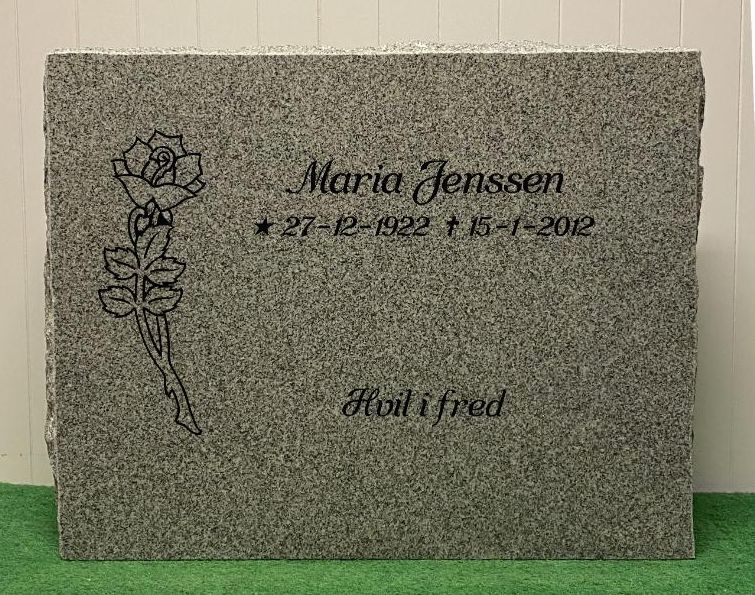 Maria Jenssen
★ 27-12-1922 ✝ 15-1-2012
Hvil i fred